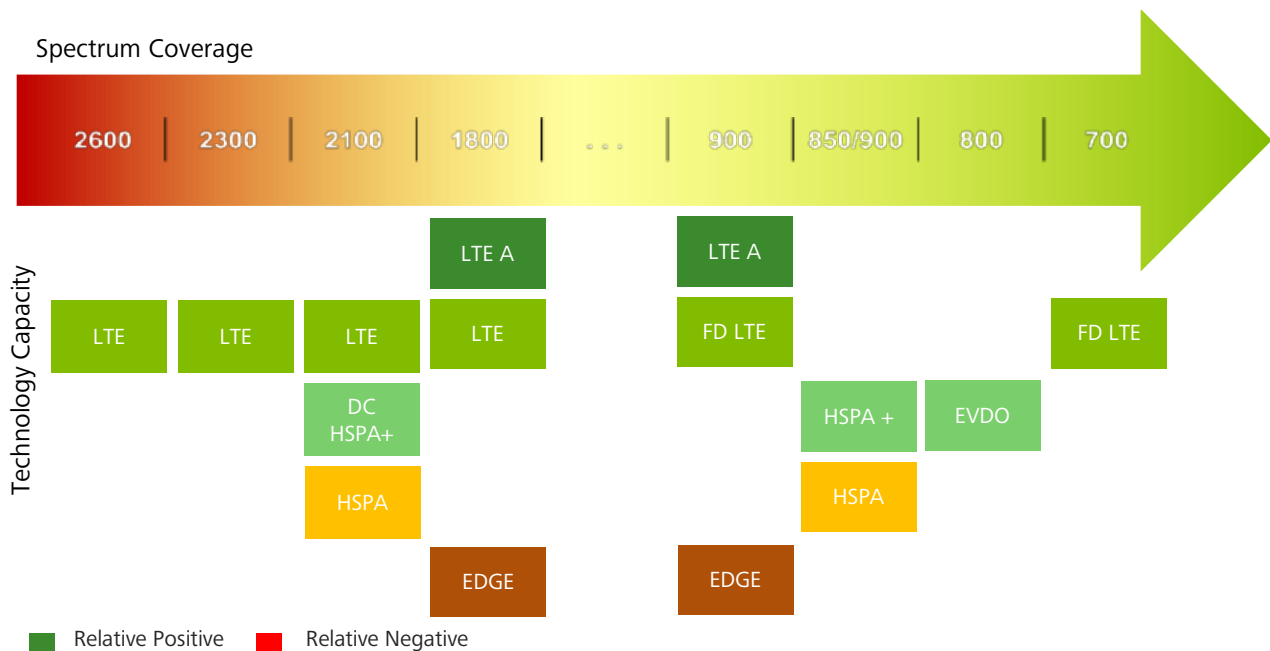 Spectrum Coverage
2600 2300 2100 1800 ... 900 850/900 800 700
Technology Capacity
LTE A LTE A
LTE LTE LTE LTE FD LTE FD LTE
DC
HSPA+
HSPA + EVDO
HSPA HSPA
EDGE EDGE
Relative Positive Relative Negative